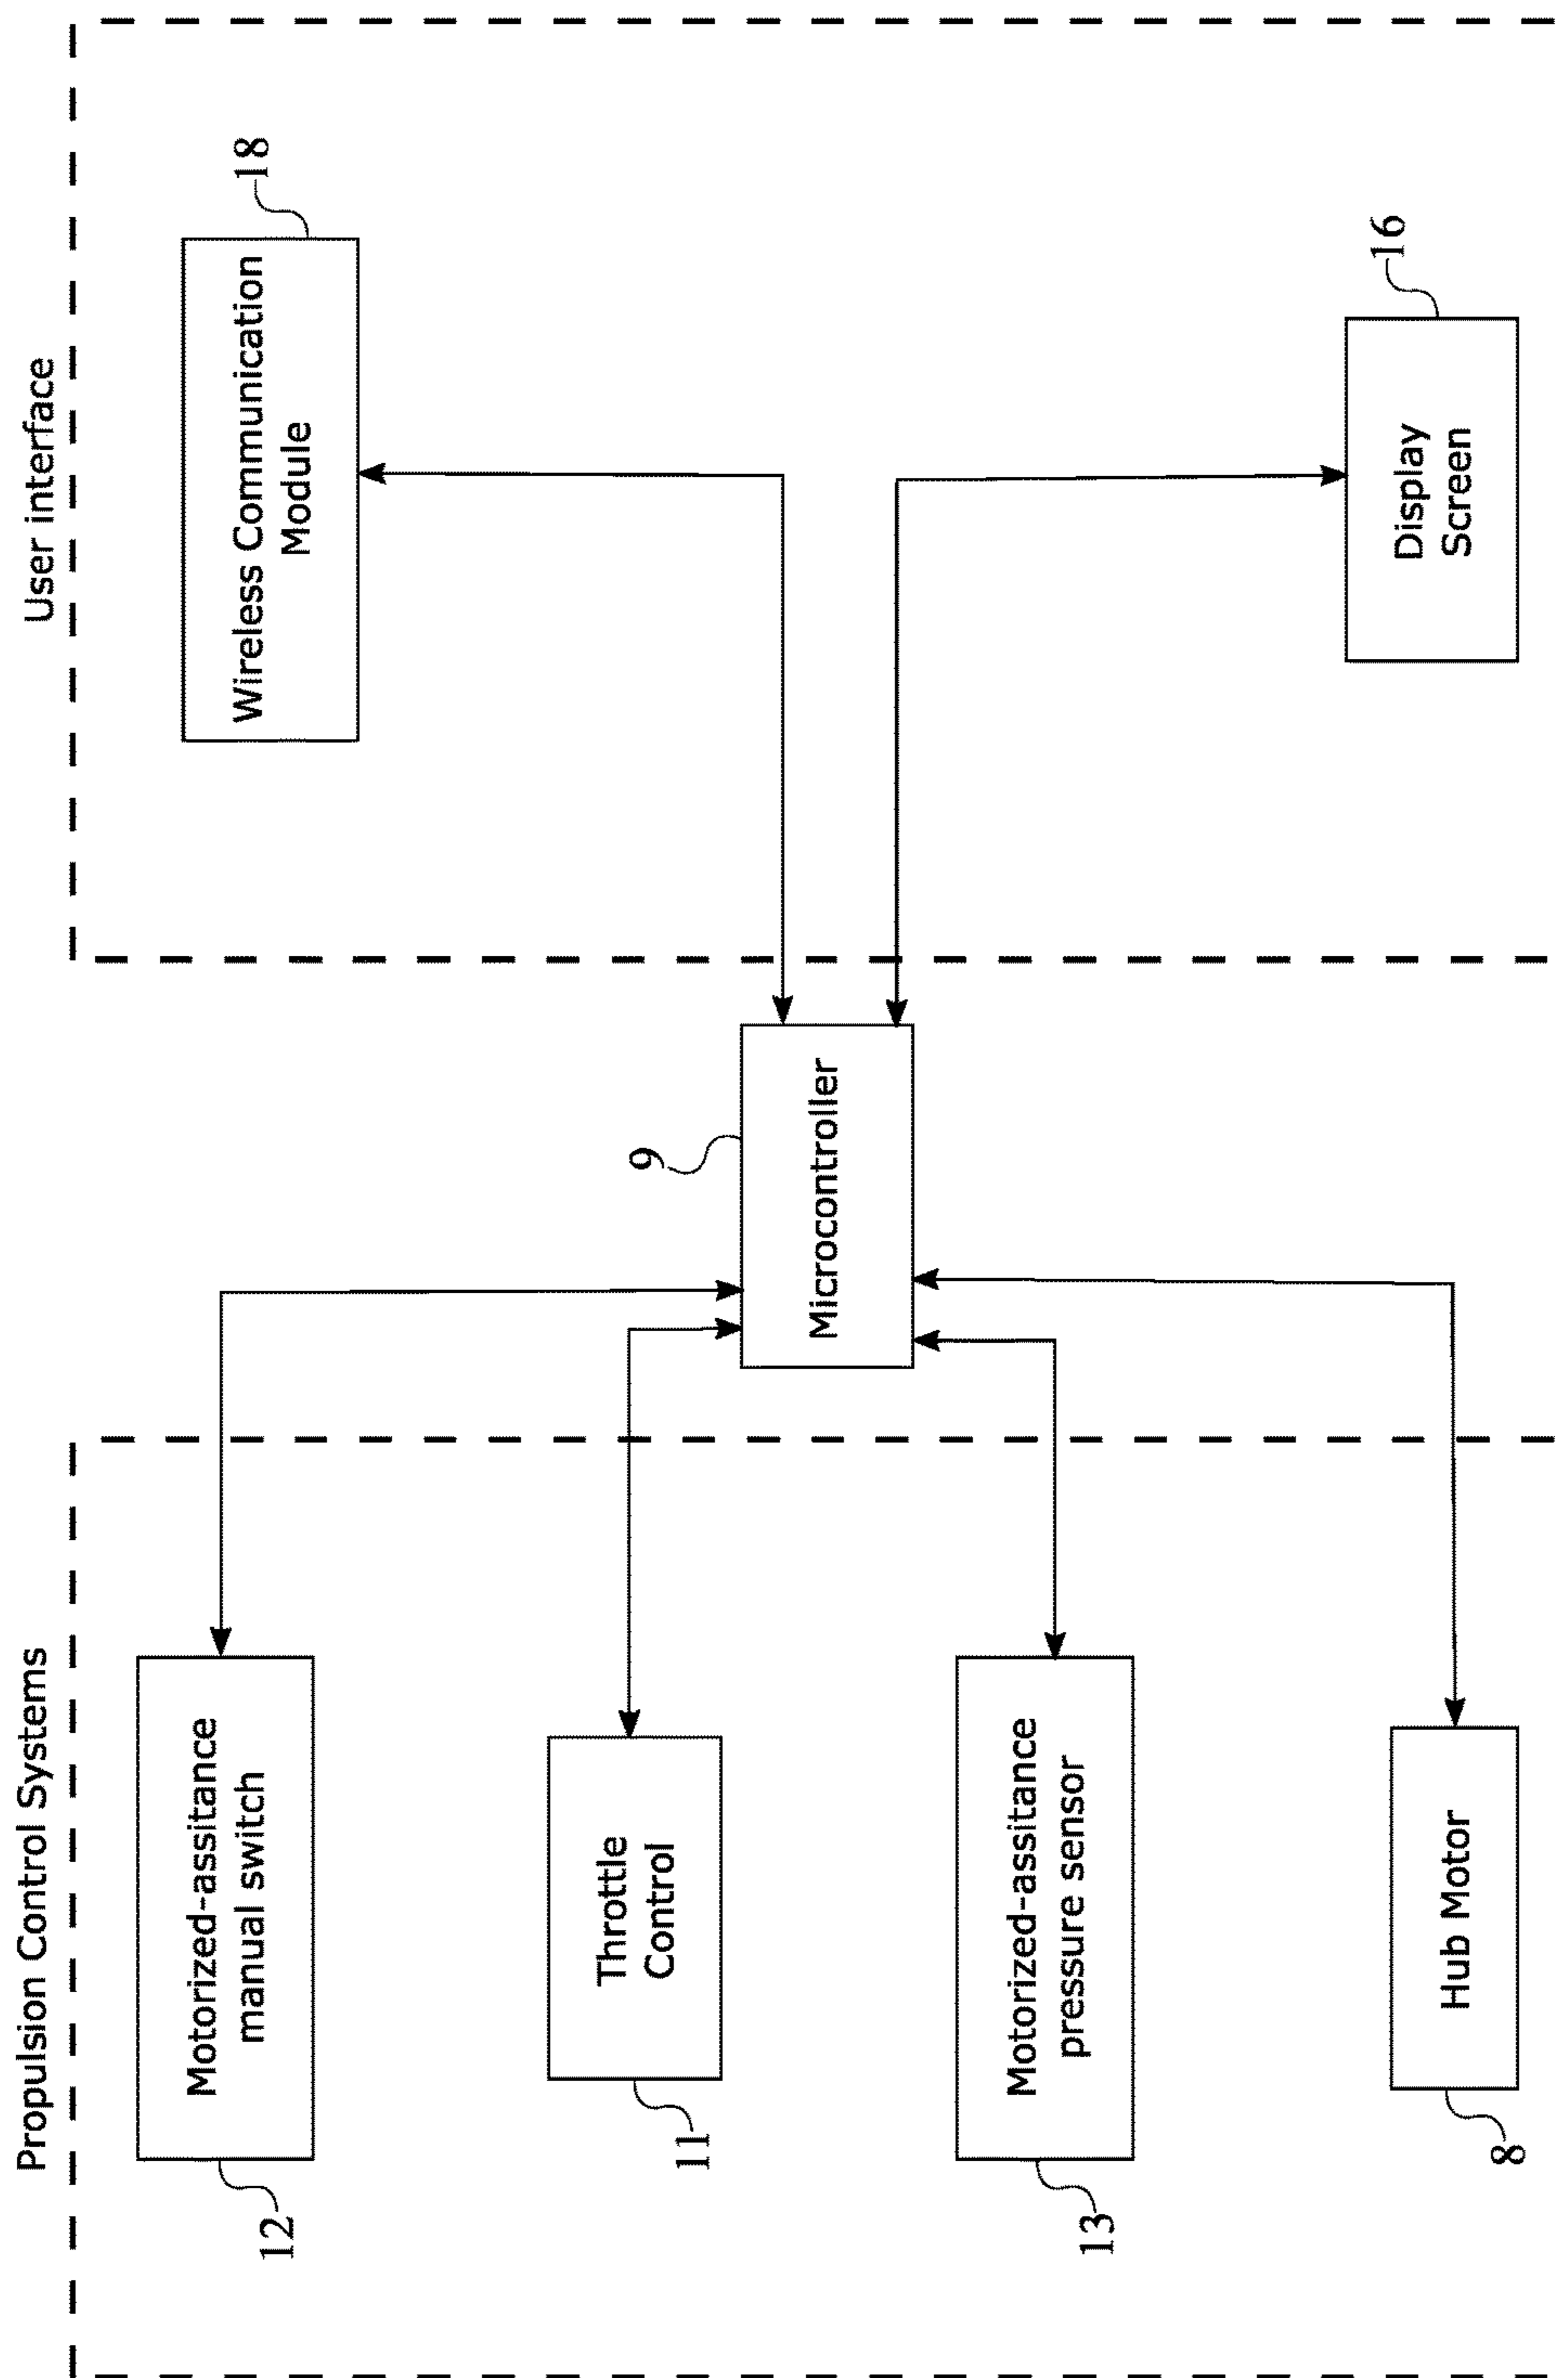 Propulsion Control Systems
User interface
Motorized-assitance
manual switch
12
Throttle
Control
11
Motorized-assitance
pressure sensor
13
Hub Motor
8
9
Microcontroller
Wireless Communication
Module
18
Display
Screen
16